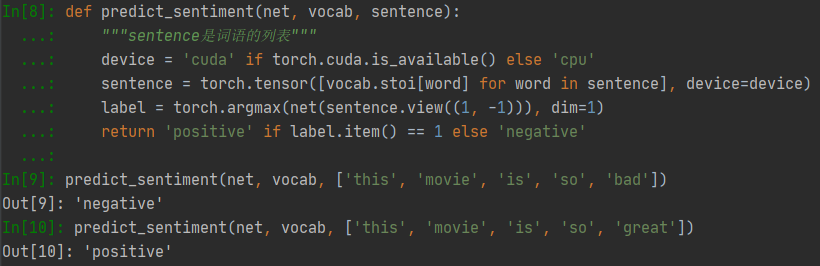 In[8]: def predict_sentiment(net, vocab, sentence):
   ...:     """sentence是词语的列表"""
   ...:     device = 'cuda' if torch.cuda.is_available() else 'cpu'
   ...:     sentence = torch.tensor([vocab.stoi[word] for word in sentence], device=device)
   ...:     label = torch.argmax(net(sentence.view((1, -1))), dim=1)
   ...:     return 'positive' if label.item() == 1 else 'negative'
   ...:
In[9]: predict_sentiment(net, vocab, ['this', 'movie', 'is', 'so', 'bad'])
Out[9]: 'negative'
In[10]: predict_sentiment(net, vocab, ['this', 'movie', 'is', 'so', 'great'])
Out[10]: 'positive'